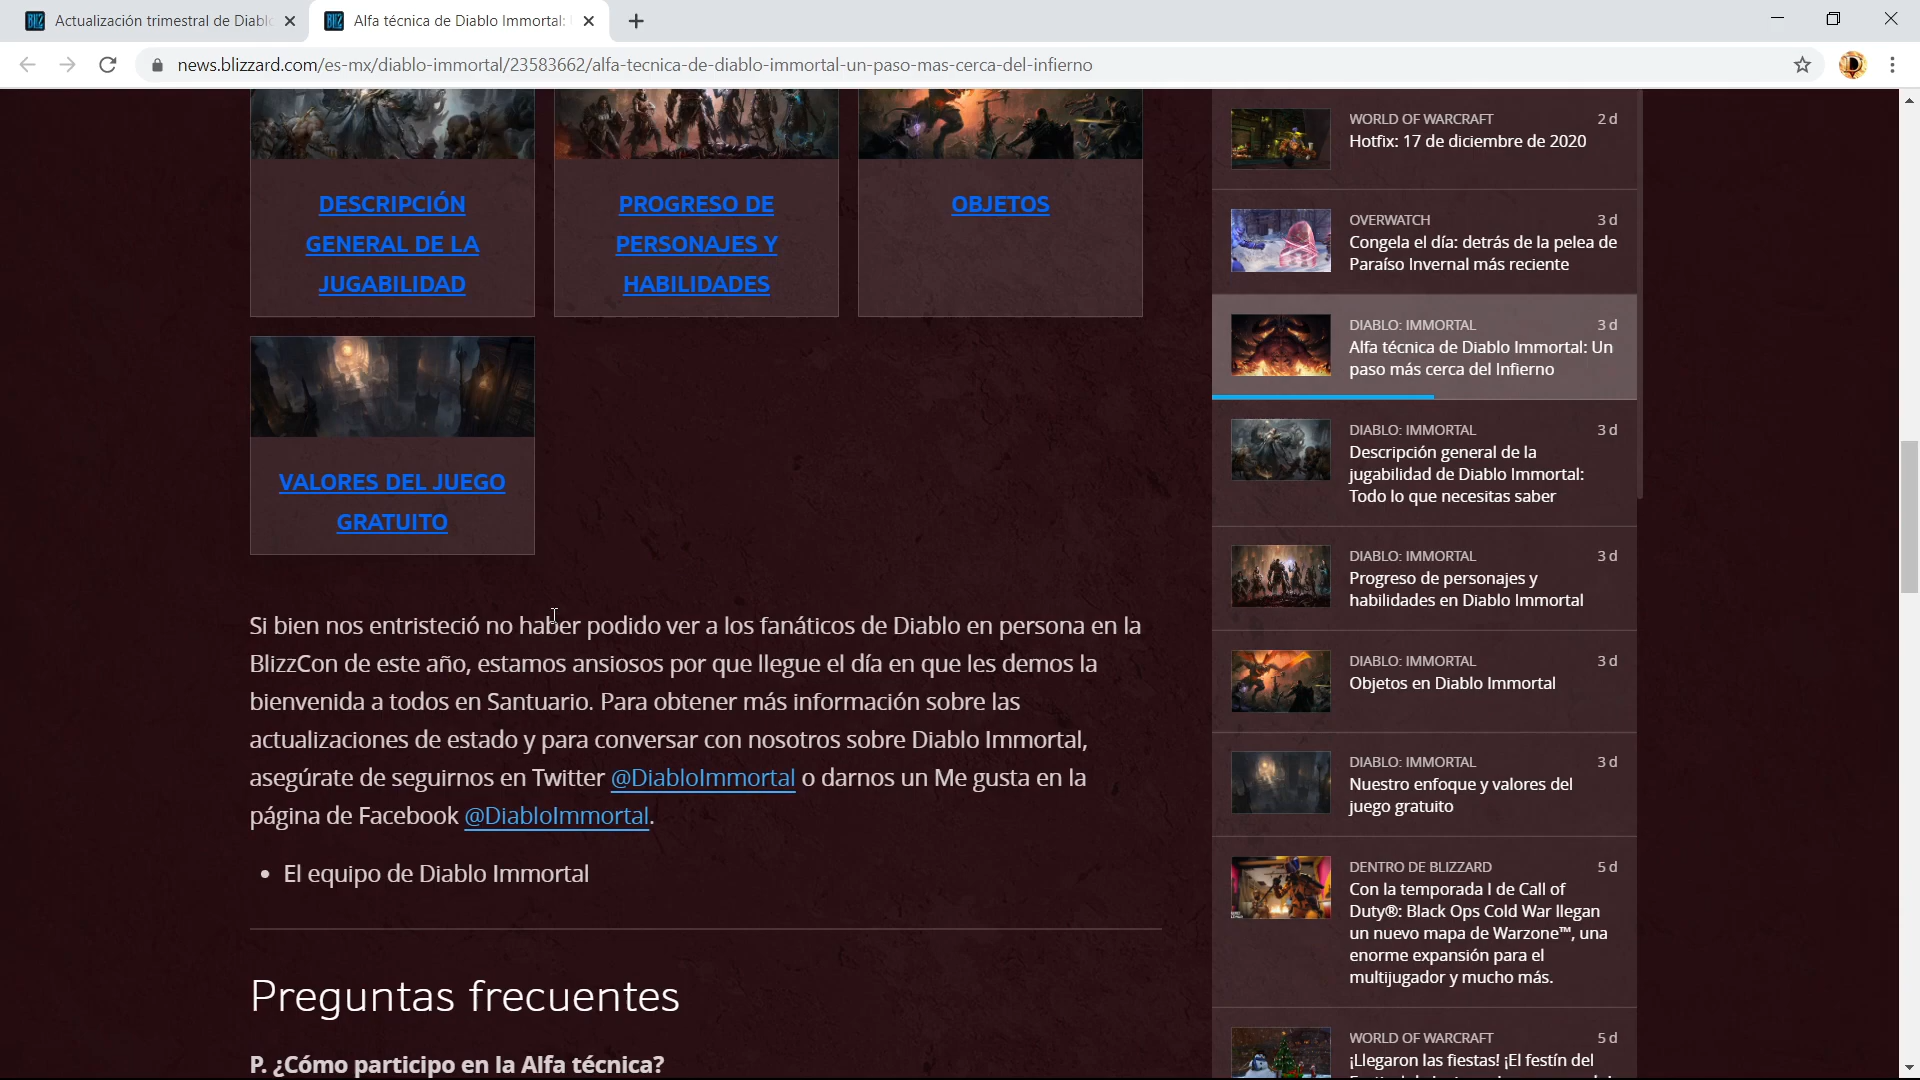 Actualización trimestral de Diablo
Alfa técnica de Diablo Immortal:
news.blizzard.com/es-mx/diablo-immortal/23583662/alfa-tecnica-de-diablo-immortal-un-paso-mas-cerca-del-infierno
DESCRIPCIÓN
GENERAL DE LA
JUGABILIDAD
PROGRESO DE
PERSONAJES Y
HABILIDADES
OBJETOS
VALORES DEL JUEGO
GRATUITO
Si bien nos entristeció no haber podido ver a los fanáticos de Diablo en persona en la
BlizzCon de este año, estamos ansiosos por que llegue el día en que les demos la
bienvenida a todos en Santuario. Para obtener más información sobre las
actualizaciones de estado y para conversar con nosotros sobre Diablo Immortal,
asegúrate de seguirnos en Twitter @DiabloImmortal o darnos un Me gusta en la
página de Facebook @DiabloImmortal.
• El equipo de Diablo Immortal
Preguntas frecuentes
P. ¿Cómo participo en la Alfa técnica?
WORLD OF WARCRAFT 2 d
Hotfix: 17 de diciembre de 2020
OVERWATCH 3 d
Congela el día: detrás de la pelea de
Paraíso Invernal más reciente
DIABLO: IMMORTAL 3 d
Alfa técnica de Diablo Immortal: Un
paso más cerca del Infierno
DIABLO: IMMORTAL 3 d
Descripción general de la
jugabilidad de Diablo Immortal:
Todo lo que necesitas saber
DIABLO: IMMORTAL 3 d
Progreso de personajes y
habilidades en Diablo Immortal
DIABLO: IMMORTAL 3 d
Objetos en Diablo Immortal
DIABLO: IMMORTAL 3 d
Nuestro enfoque y valores del
juego gratuito
DENTRO DE BLIZZARD 5 d
Con la temporada I de Call of
Duty®: Black Ops Cold War llegan
un nuevo mapa de Warzone™, una
enorme expansión para el
multijugador y mucho más.
WORLD OF WARCRAFT 5 d
¡Llegaron las fiestas! ¡El festín del